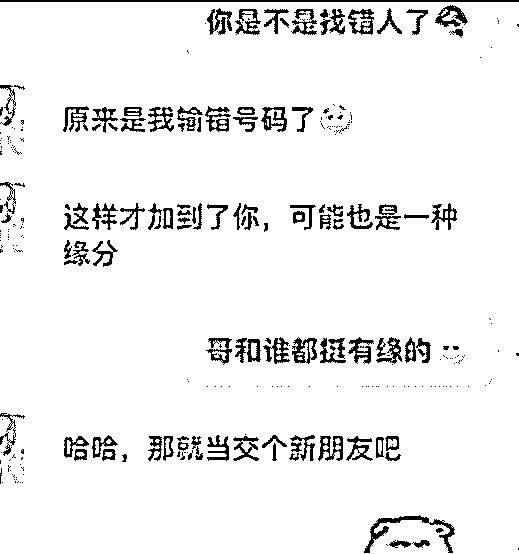 你是不是找错人了
原来是我输错号码了
这样才加到了你，可能也是一种
缘分
哥和谁都挺有缘的
哈哈，那就当交个新朋友吧